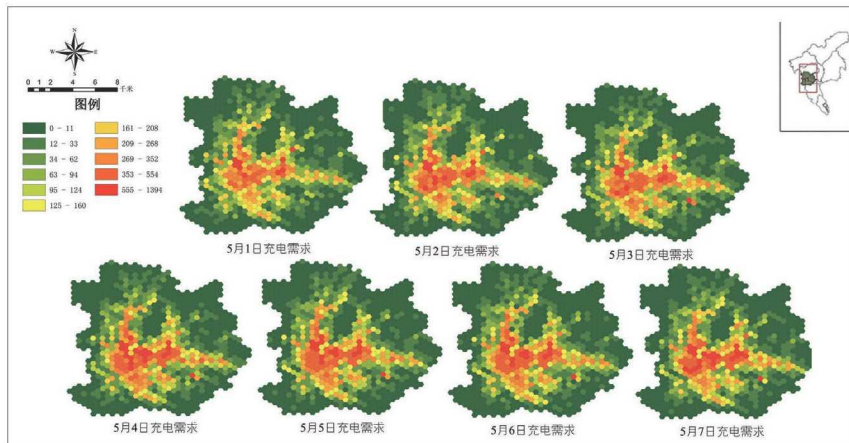 N
W E
S
0 1 2 4 6 8
千米
图例
0 - 11
12 - 33
34 - 62
63 - 94
95 - 124
125 - 160
161 - 208
209 - 268
269 - 352
353 - 554
555 - 1394
5月1日充电需求
5月2日充电需求
5月3日充电需求
5月4日充电需求
5月5日充电需求
5月6日充电需求
5月7日充电需求